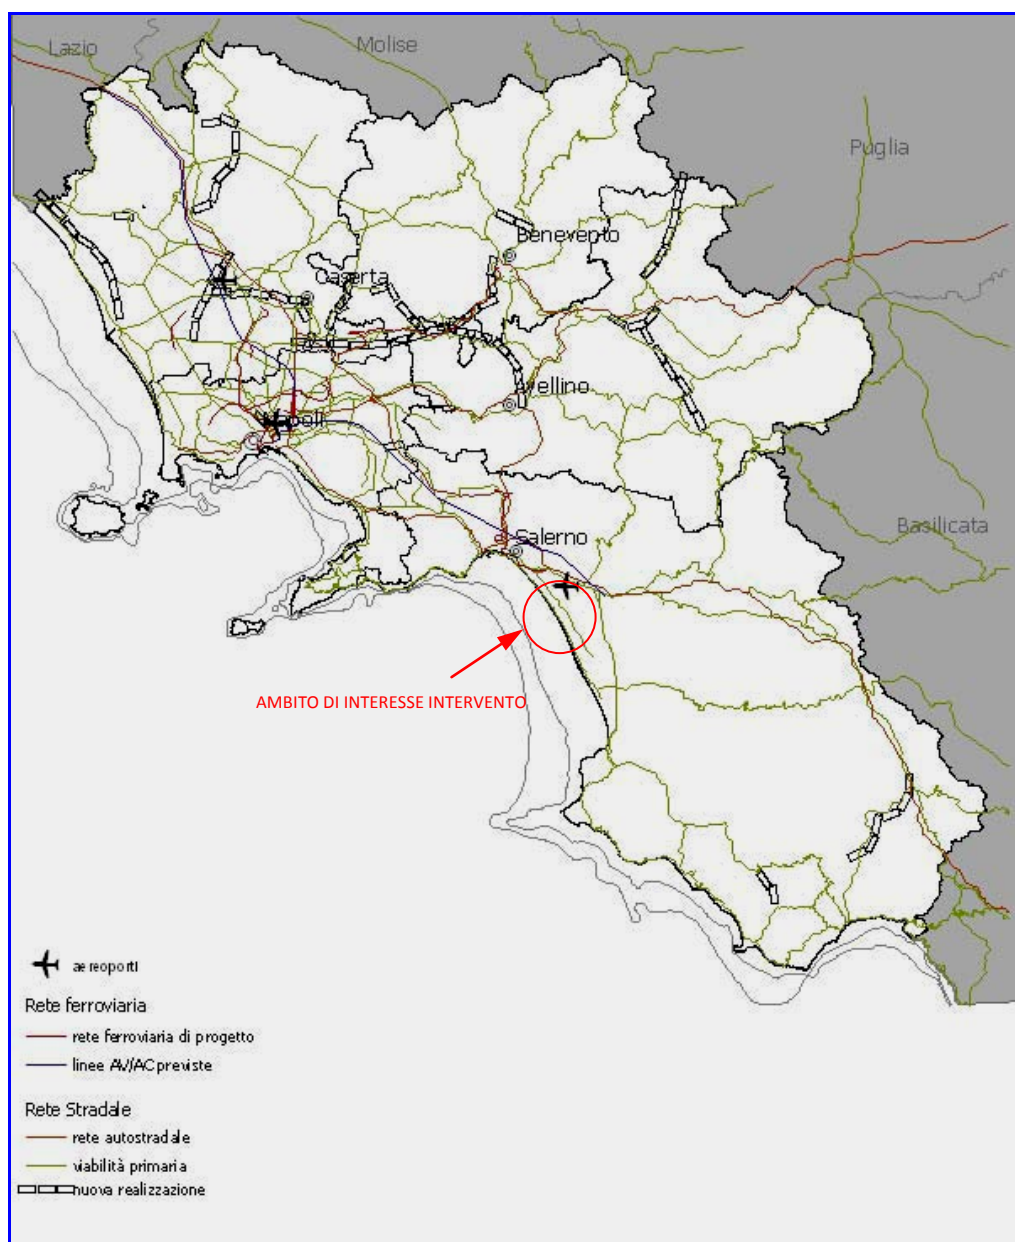 Lazio
Molise
Puglia
Benevento
Caserta
Avellino
Napoli
Basilicata
Salerno
AMBITO DI INTERESSE INTERVENTO
aereoporti
Rete ferroviaria
rete ferroviaria di progetto
linee AV/AC previste
Rete Stradale
rete autostradale
viabilità primaria
nuova realizzazione